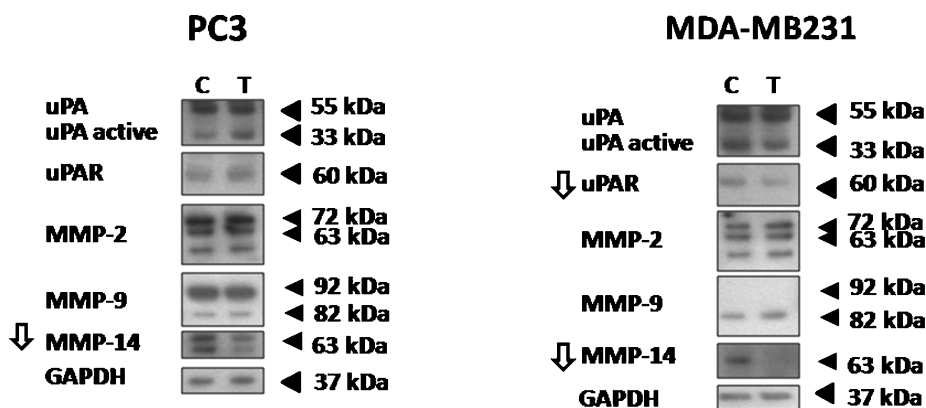 PC3
C T
uPA
55 kDa
uPA active
33 kDa
uPAR
60 kDa
MMP-2
72 kDa
63 kDa
MMP-9
92 kDa
82 kDa
MMP-14
63 kDa
GAPDH
37 kDa
MDA-MB231
C T
uPA
55 kDa
uPA active
33 kDa
uPAR
60 kDa
MMP-2
72 kDa
63 kDa
MMP-9
92 kDa
82 kDa
MMP-14
63 kDa
GAPDH
37 kDa